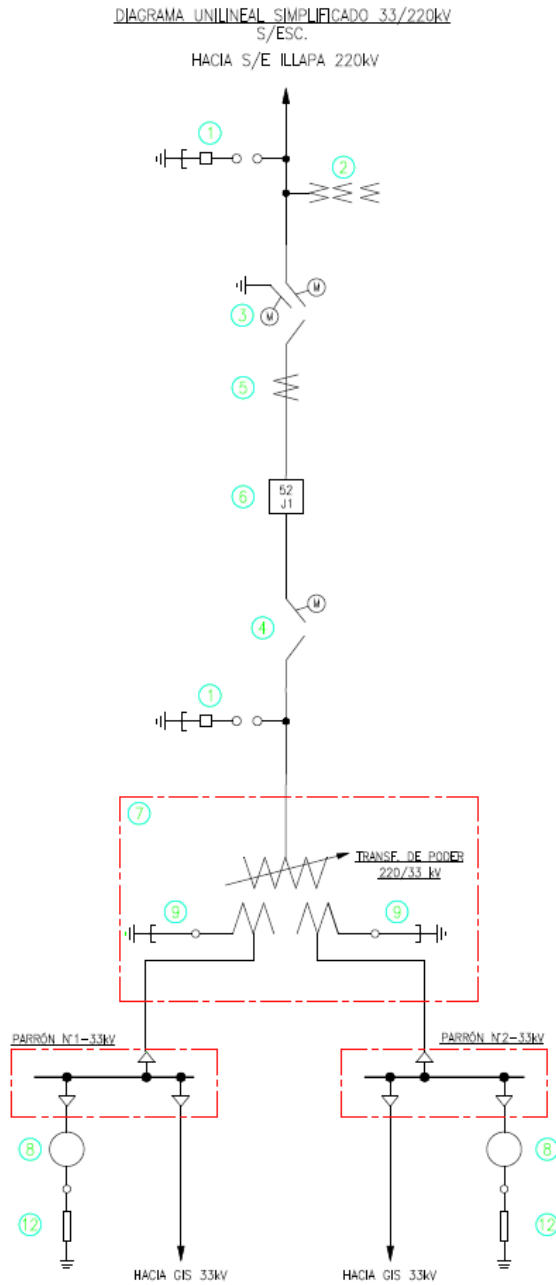 DIAGRAMA UNILINEAL SIMPLIFICADO 33/220kV
S/ESC.
HACIA S/E ILLAPA 220kV
1
2
M
3
M
5
6
52
J1
M
4
1
7
TRANSF. DE PODER
220/33 kV
9
9
PARRÓN N°1-33kV
PARRÓN N°2-33kV
8
8
12
12
HACIA GIS 33kV
HACIA GIS 33kV